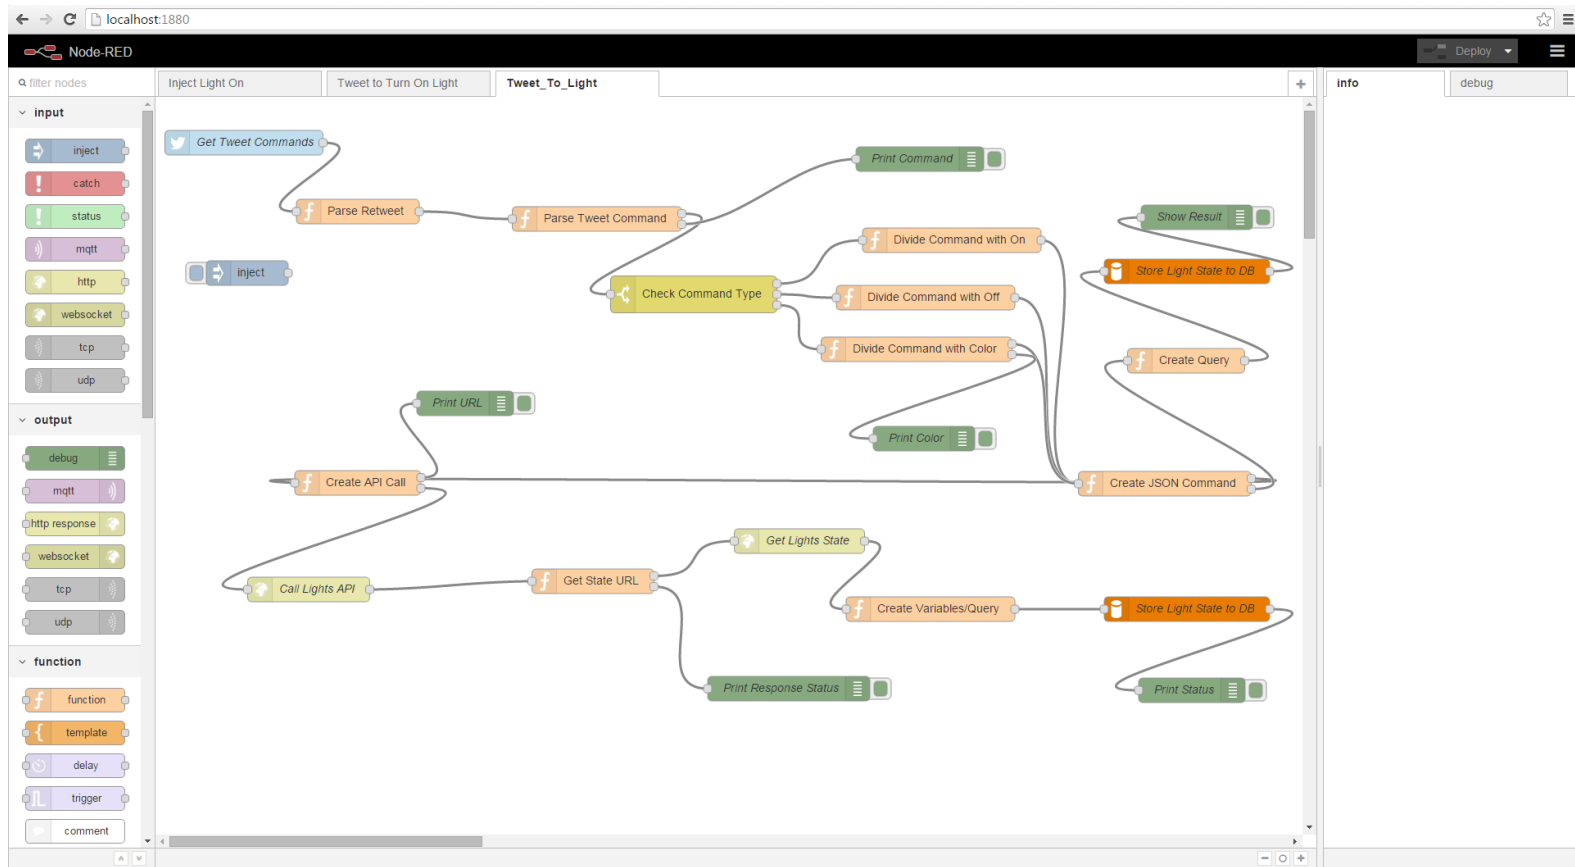 localhost:1880
Node-RED
Deploy
filter nodes
input
inject
catch
status
mqtt
http
websocket
tcp
udp
output
debug
mqtt
http response
websocket
tcp
udp
function
function
template
delay
trigger
comment
Inject Light On
Tweet to Turn On Light
Tweet_To_Light
Get Tweet Commands
Print Command
Parse Retweet
Parse Tweet Command
Show Result
Divide Command with On
inject
Store Light State to DB
Check Command Type
Divide Command with Off
Divide Command with Color
Create Query
Print URL
Print Color
Create API Call
Create JSON Command
Get Lights State
Call Lights API
Get State URL
Create Variables/Query
Store Light State to DB
Print Response Status
Print Status
info
debug